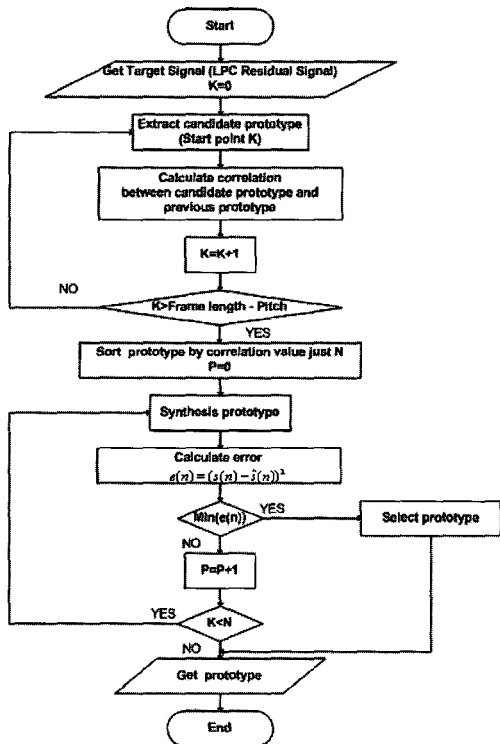 Start
Get Target Signal (LPC Residual Signal)
K=0
Extract candidate prototype
(Start point K)
Calculate correlation
between candidate prototype and
previous prototype
K=K+1
NO
K>Frame length - Pitch
YES
Sort prototype by correlation value just N
P=0
Synthesis prototype
Calculate error
e(n) = (s(n) − ŝ(n))²
Min(e(n))
YES
Select prototype
NO
P=P+1
YES
K<N
NO
Get prototype
End